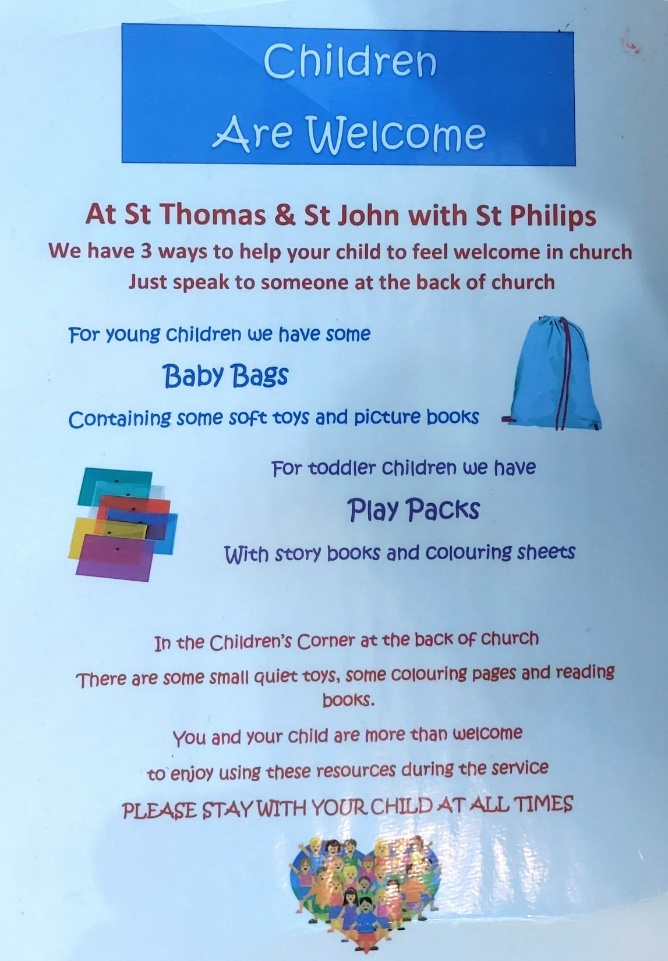 Children
Are Welcome
At St Thomas & St John with St Philips
We have 3 ways to help your child to feel welcome in church
Just speak to someone at the back of church
For young children we have some
Baby Bags
Containing some soft toys and picture books
For toddler children we have
Play Packs
With story books and colouring sheets
In the Children's Corner at the back of church
There are some small quiet toys, some colouring pages and reading
books.
You and your child are more than welcome
to enjoy using these resources during the service
PLEASE STAY WITH YOUR CHILD AT ALL TIMES